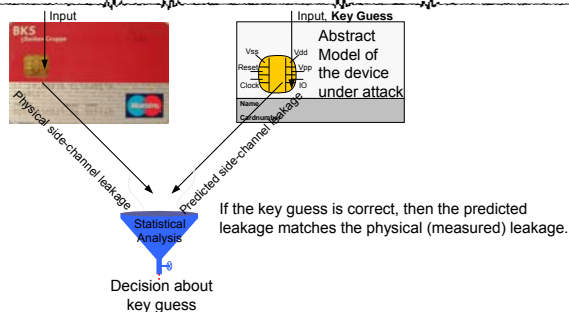 Input
Input, Key Guess
BKS
Banken Gruppe
Abstract
Model of
the device
under attack
Vss
Vdd
Reset
Vpp
Clock
IO
Name
Cardnumber
Physical side-channel leakage
Predicted side-channel leakage
Statistical
Analysis
If the key guess is correct, then the predicted
leakage matches the physical (measured) leakage.
Decision about
key guess